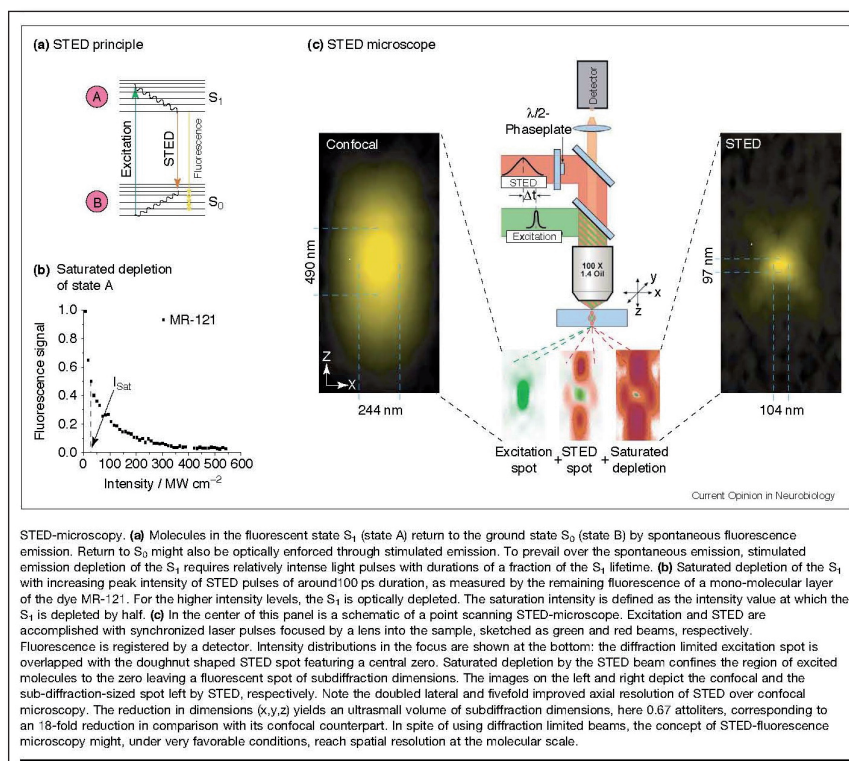 (a) STED principle
A
S1
Excitation
STED
Fluorescence
B
S0
(b) Saturated depletion
of state A
1.0
0.8
0.6
0.4
0.2
0.0
MR-121
ISat
Fluorescence signal
0 100 200 300 400 500 600
Intensity / MW cm–2
(c) STED microscope
Confocal
490 nm
Z
X
244 nm
Detector
λ/2-
Phaseplate
STED
Δt
Excitation
100 X
1.4 Oil
y
x
z
Excitation
spot
+
STED
spot
+
Saturated
depletion
STED
97 nm
104 nm
Current Opinion in Neurobiology
STED-microscopy. (a) Molecules in the fluorescent state S1 (state A) return to the ground state S0 (state B) by spontaneous fluorescence
emission. Return to S0 might also be optically enforced through stimulated emission. To prevail over the spontaneous emission, stimulated
emission depletion of the S1 requires relatively intense light pulses with durations of a fraction of the S1 lifetime. (b) Saturated depletion of the S1
with increasing peak intensity of STED pulses of around100 ps duration, as measured by the remaining fluorescence of a mono-molecular layer
of the dye MR-121. For the higher intensity levels, the S1 is optically depleted. The saturation intensity is defined as the intensity value at which the
S1 is depleted by half. (c) In the center of this panel is a schematic of a point scanning STED-microscope. Excitation and STED are
accomplished with synchronized laser pulses focused by a lens into the sample, sketched as green and red beams, respectively.
Fluorescence is registered by a detector. Intensity distributions in the focus are shown at the bottom: the diffraction limited excitation spot is
overlapped with the doughnut shaped STED spot featuring a central zero. Saturated depletion by the STED beam confines the region of excited
molecules to the zero leaving a fluorescent spot of subdiffraction dimensions. The images on the left and right depict the confocal and the
sub-diffraction-sized spot left by STED, respectively. Note the doubled lateral and fivefold improved axial resolution of STED over confocal
microscopy. The reduction in dimensions (x,y,z) yields an ultrasmall volume of subdiffraction dimensions, here 0.67 attoliters, corresponding to
an 18-fold reduction in comparison with its confocal counterpart. In spite of using diffraction limited beams, the concept of STED-fluorescence
microscopy might, under very favorable conditions, reach spatial resolution at the molecular scale.